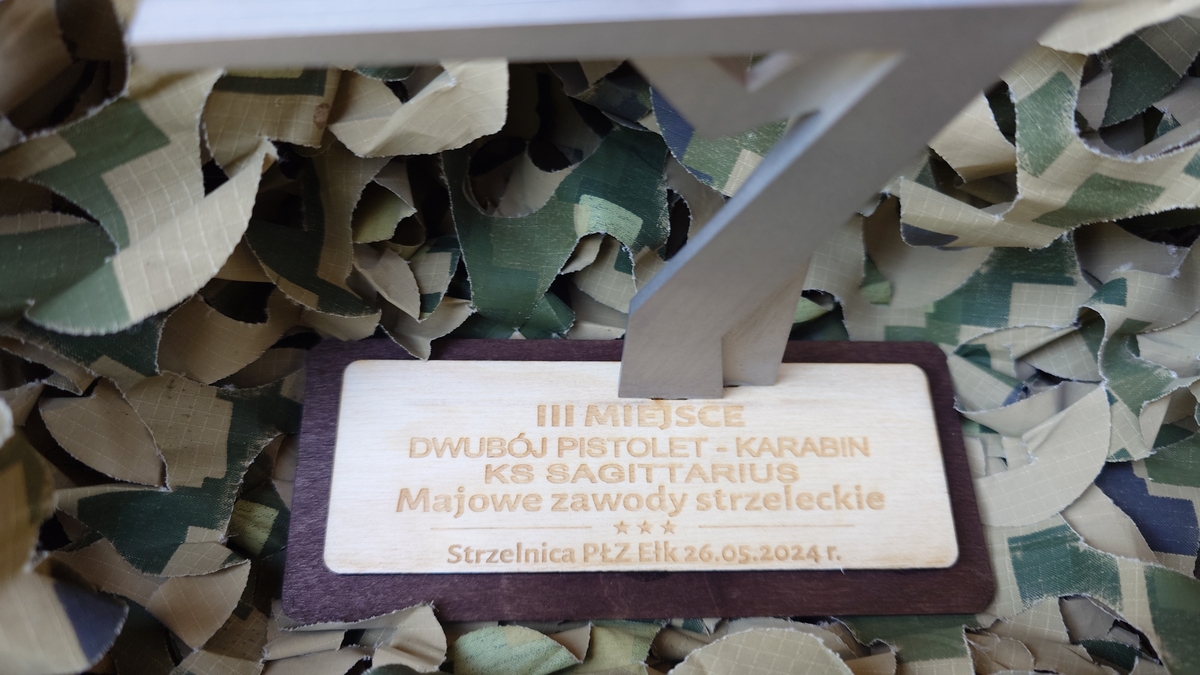 III MIEJSCE
DWUBÓJ PISTOLET - KARABIN
KS SAGITTARIUS
Majowe zawody strzeleckie
Strzelnica PŁZ Ełk 26.05.2024 r.